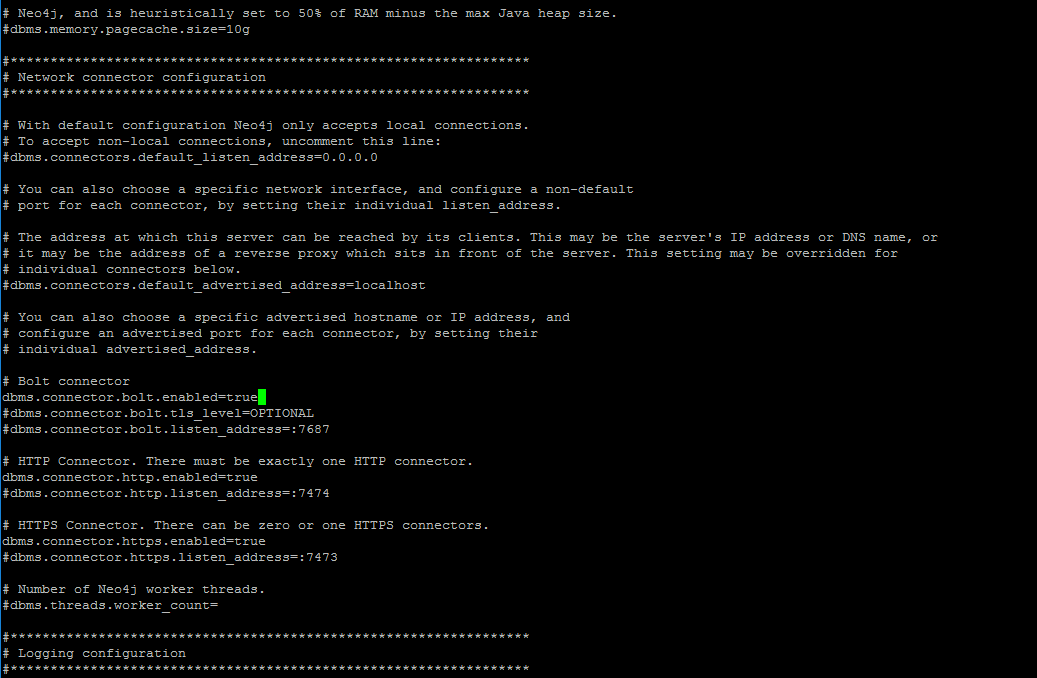 # Neo4j, and is heuristically set to 50% of RAM minus the max Java heap size.
#dbms.memory.pagecache.size=10g
#*****************************************************************
# Network connector configuration
#*****************************************************************
# With default configuration Neo4j only accepts local connections.
# To accept non-local connections, uncomment this line:
#dbms.connectors.default_listen_address=0.0.0.0
# You can also choose a specific network interface, and configure a non-default
# port for each connector, by setting their individual listen_address.
# The address at which this server can be reached by its clients. This may be the server's IP address or DNS name, or
# it may be the address of a reverse proxy which sits in front of the server. This setting may be overridden for
# individual connectors below.
#dbms.connectors.default_advertised_address=localhost
# You can also choose a specific advertised hostname or IP address, and
# configure an advertised port for each connector, by setting their
# individual advertised_address.
# Bolt connector
dbms.connector.bolt.enabled=true
#dbms.connector.bolt.tls_level=OPTIONAL
#dbms.connector.bolt.listen_address=:7687
# HTTP Connector. There must be exactly one HTTP connector.
dbms.connector.http.enabled=true
#dbms.connector.http.listen_address=:7474
# HTTPS Connector. There can be zero or one HTTPS connectors.
dbms.connector.https.enabled=true
#dbms.connector.https.listen_address=:7473
# Number of Neo4j worker threads.
#dbms.threads.worker_count=
#*****************************************************************
# Logging configuration
#*****************************************************************